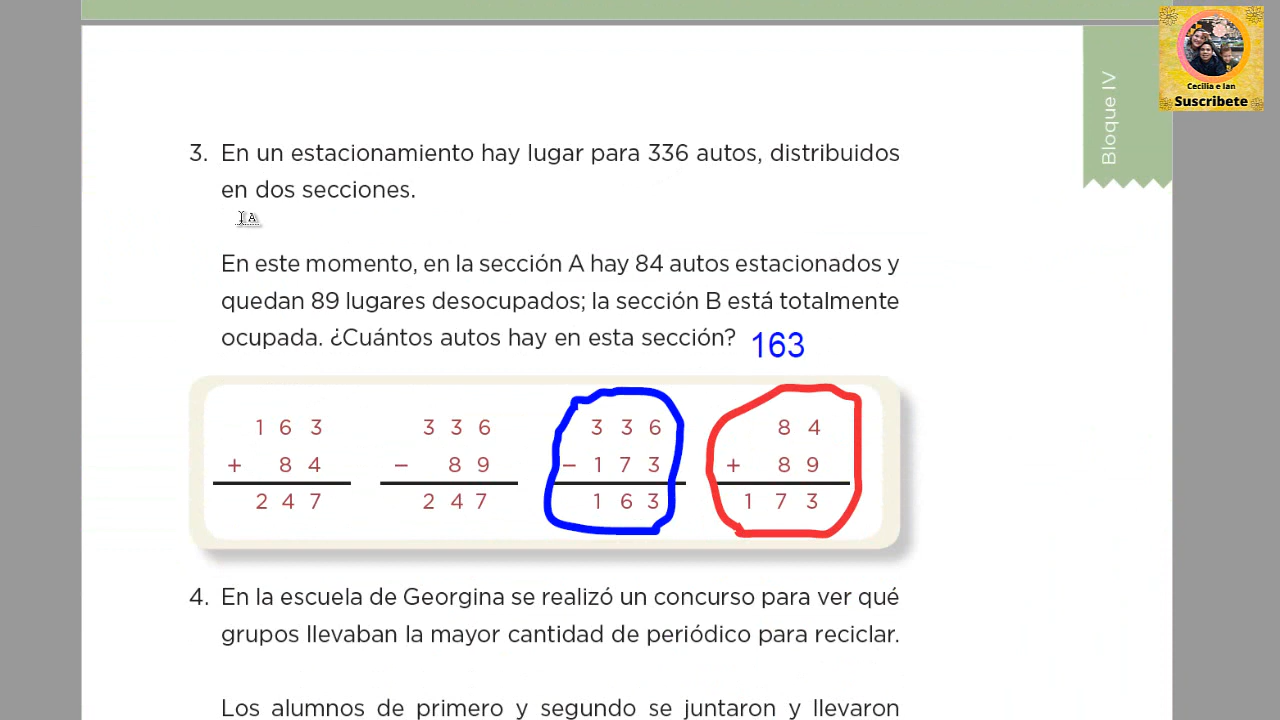 Cecilia e Ian
Suscribete
Bloque IV
3. En un estacionamiento hay lugar para 336 autos, distribuidos
en dos secciones.
A
En este momento, en la sección A hay 84 autos estacionados y
quedan 89 lugares desocupados; la sección B está totalmente
ocupada. ¿Cuántos autos hay en esta sección? 163
1 6 3
+ 8 4
2 4 7
3 3 6
− 8 9
2 4 7
3 3 6
− 1 7 3
1 6 3
8 4
+ 8 9
1 7 3
4. En la escuela de Georgina se realizó un concurso para ver qué
grupos llevaban la mayor cantidad de periódico para reciclar.
Los alumnos de primero y segundo se juntaron y llevaron